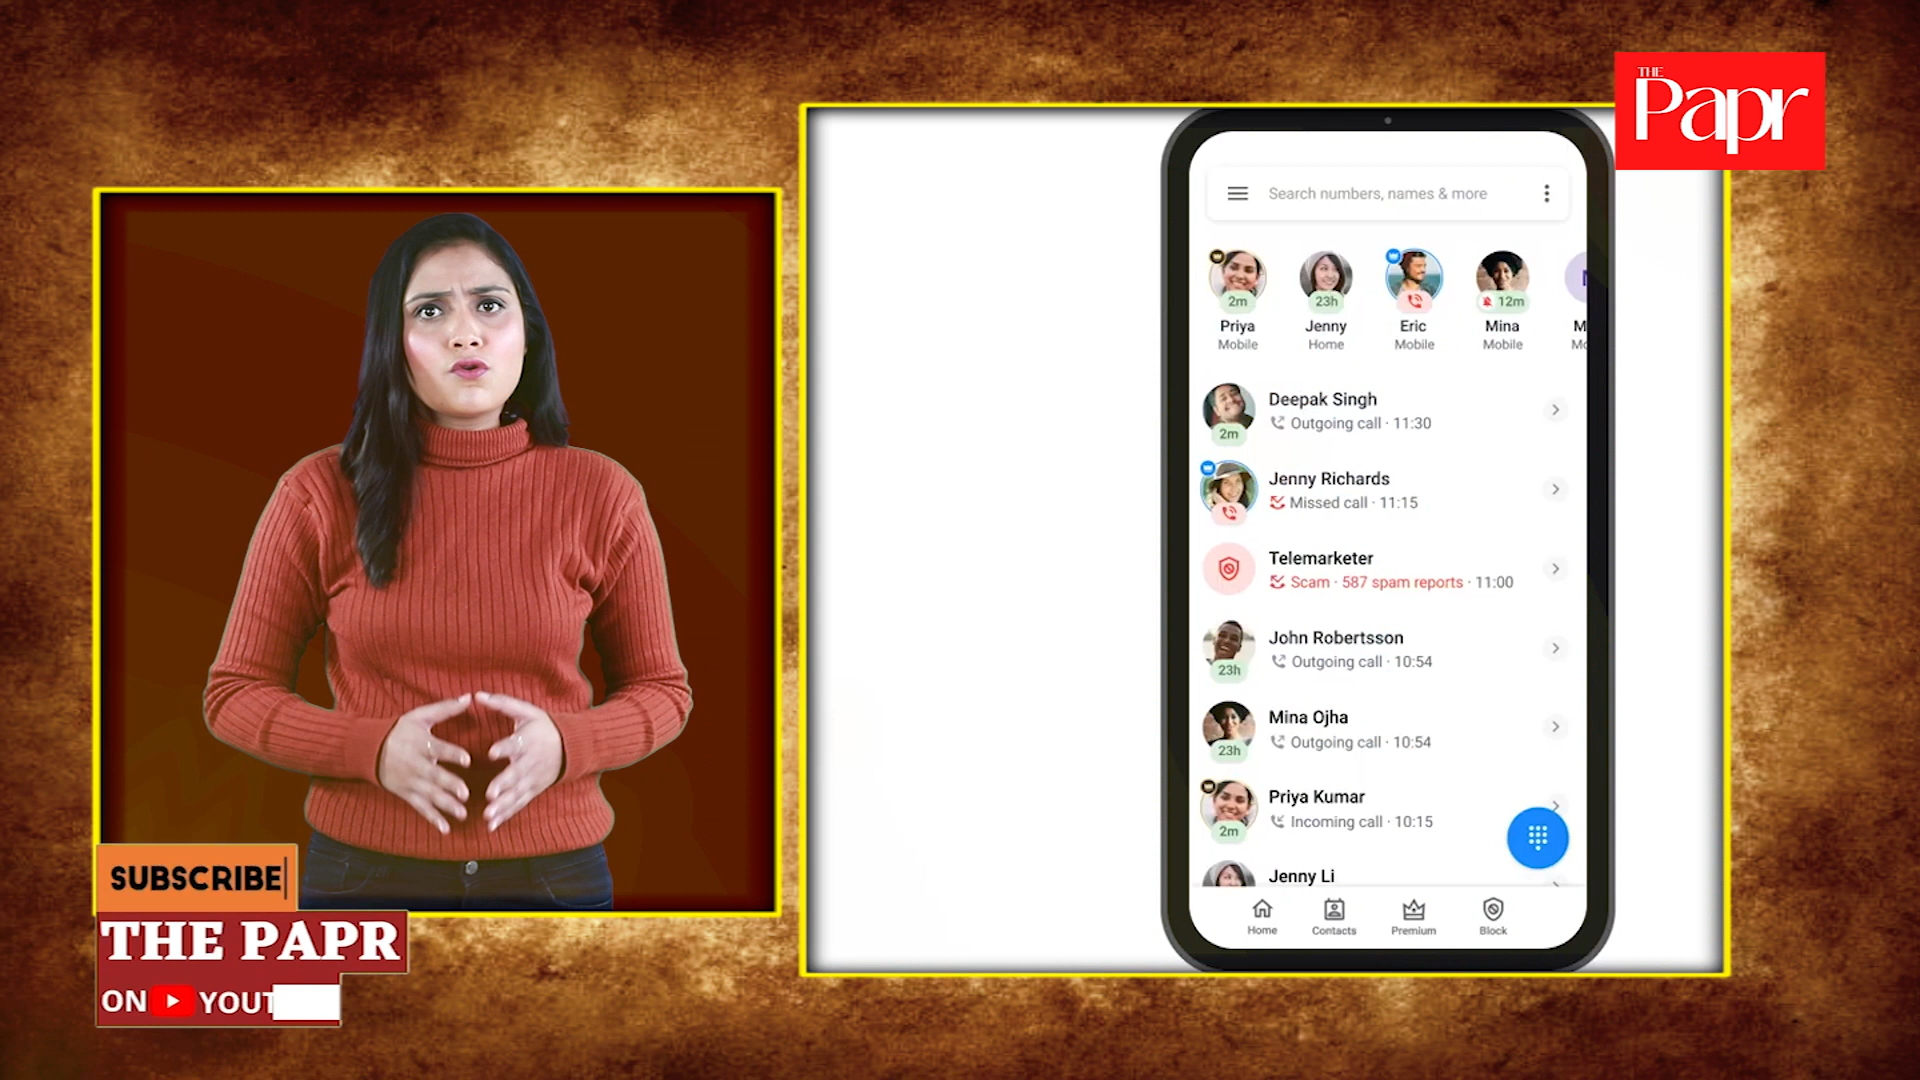 THE
Papr
Search numbers, names & more
2m
23h
12m
Priya
Jenny
Eric
Mina
M
Mobile
Home
Mobile
Mobile
Mo
Deepak Singh
Outgoing call · 11:30
2m
Jenny Richards
Missed call · 11:15
Telemarketer
Scam · 587 spam reports · 11:00
John Robertsson
Outgoing call · 10:54
23h
Mina Ojha
Outgoing call · 10:54
23h
Priya Kumar
Incoming call · 10:15
2m
Jenny Li
Home
Contacts
Premium
Block
SUBSCRIBE
THE PAPR
ON YOUT